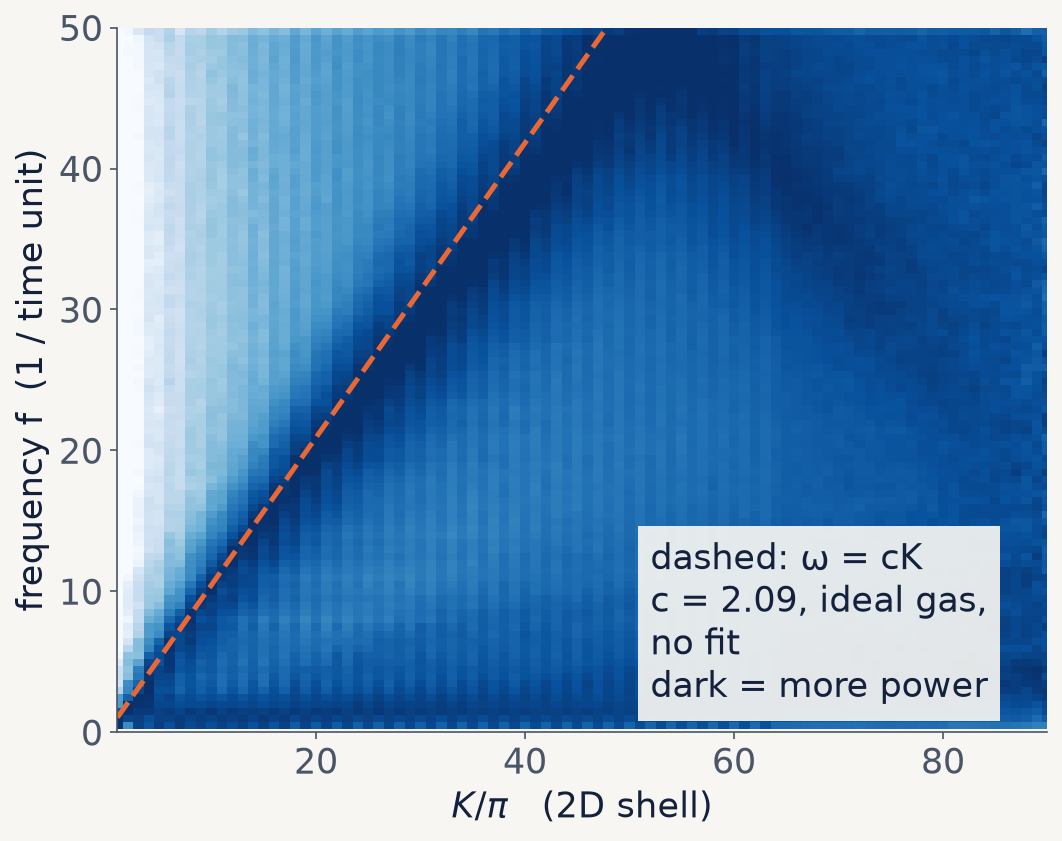 50
40
30
20
10
0
frequency f (1 / time unit)
dashed: ω = cK
c = 2.09, ideal gas,
no fit
dark = more power
20 40 60 80
K/π (2D shell)